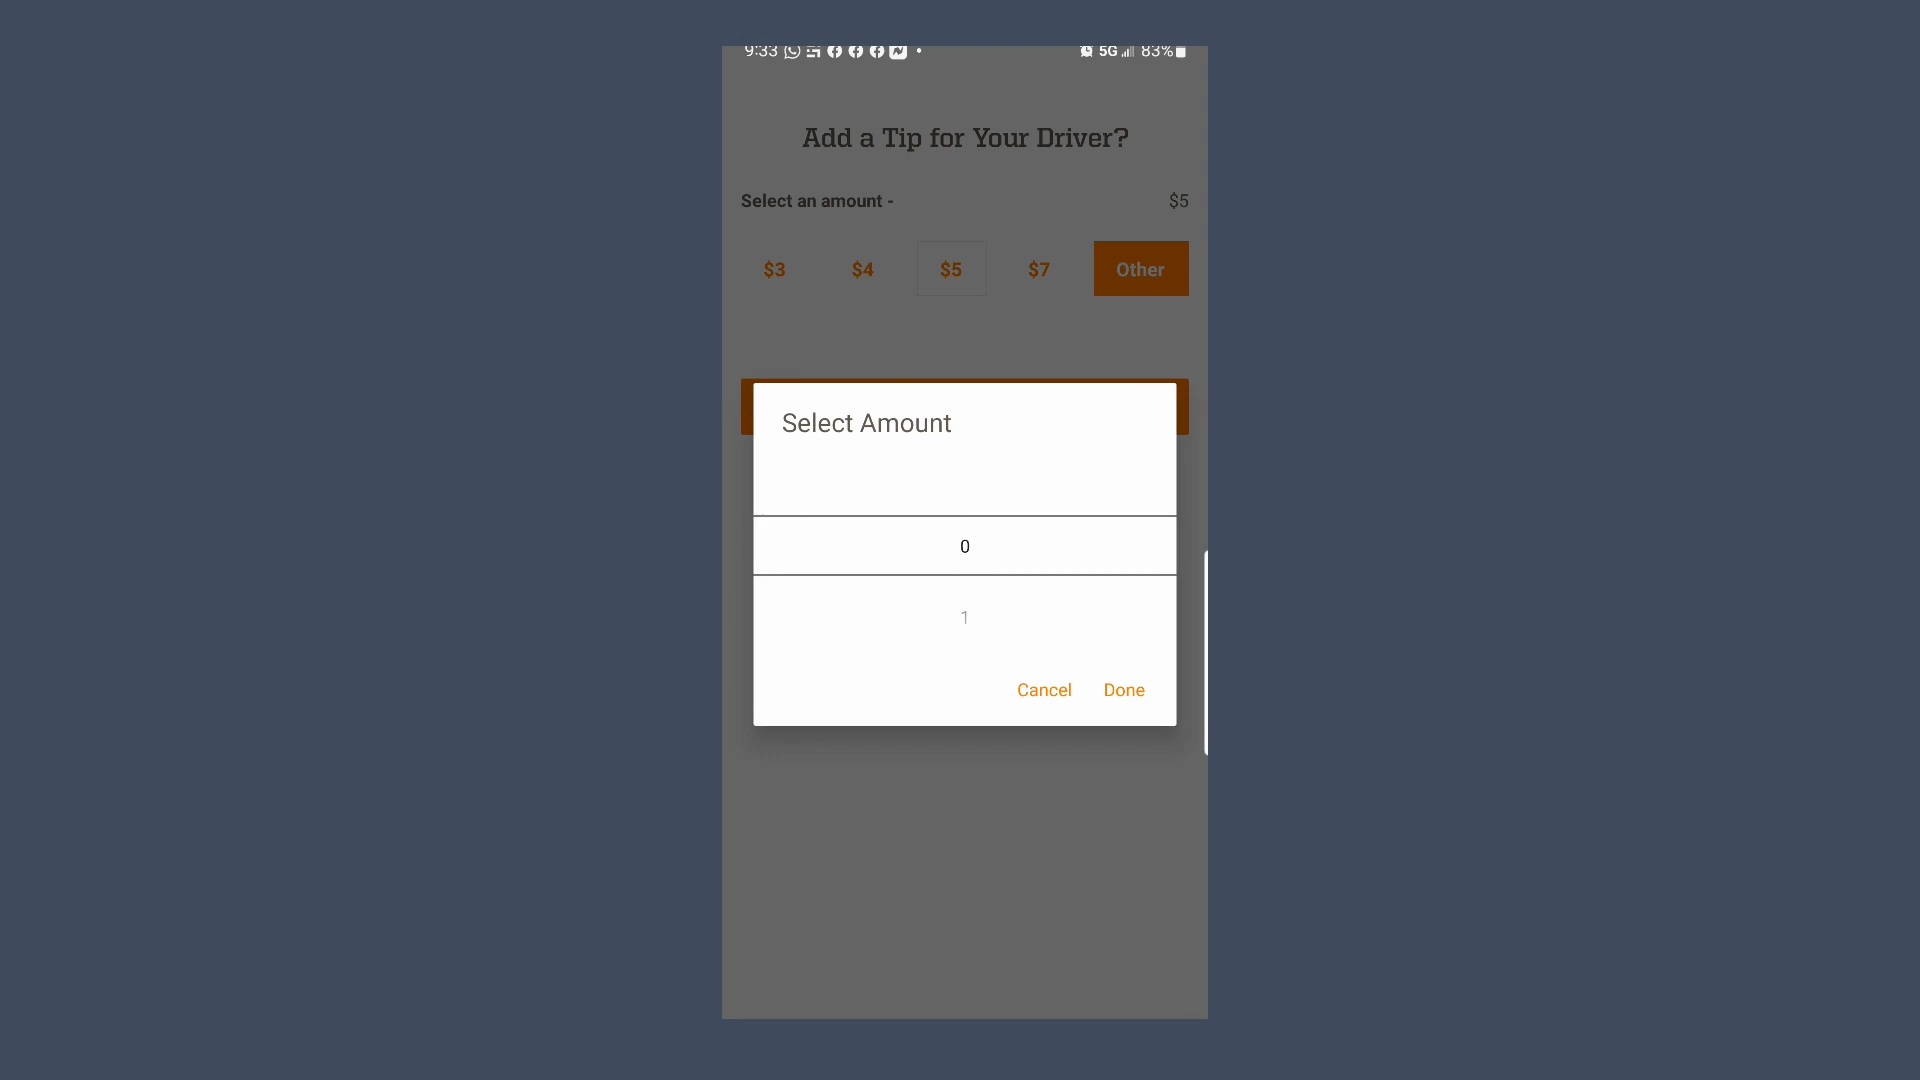 9:33 5G 83%
Add a Tip for Your Driver?
Select an amount - $5
$3 $4 $5 $7 Other
Select Amount
0
1
Cancel Done